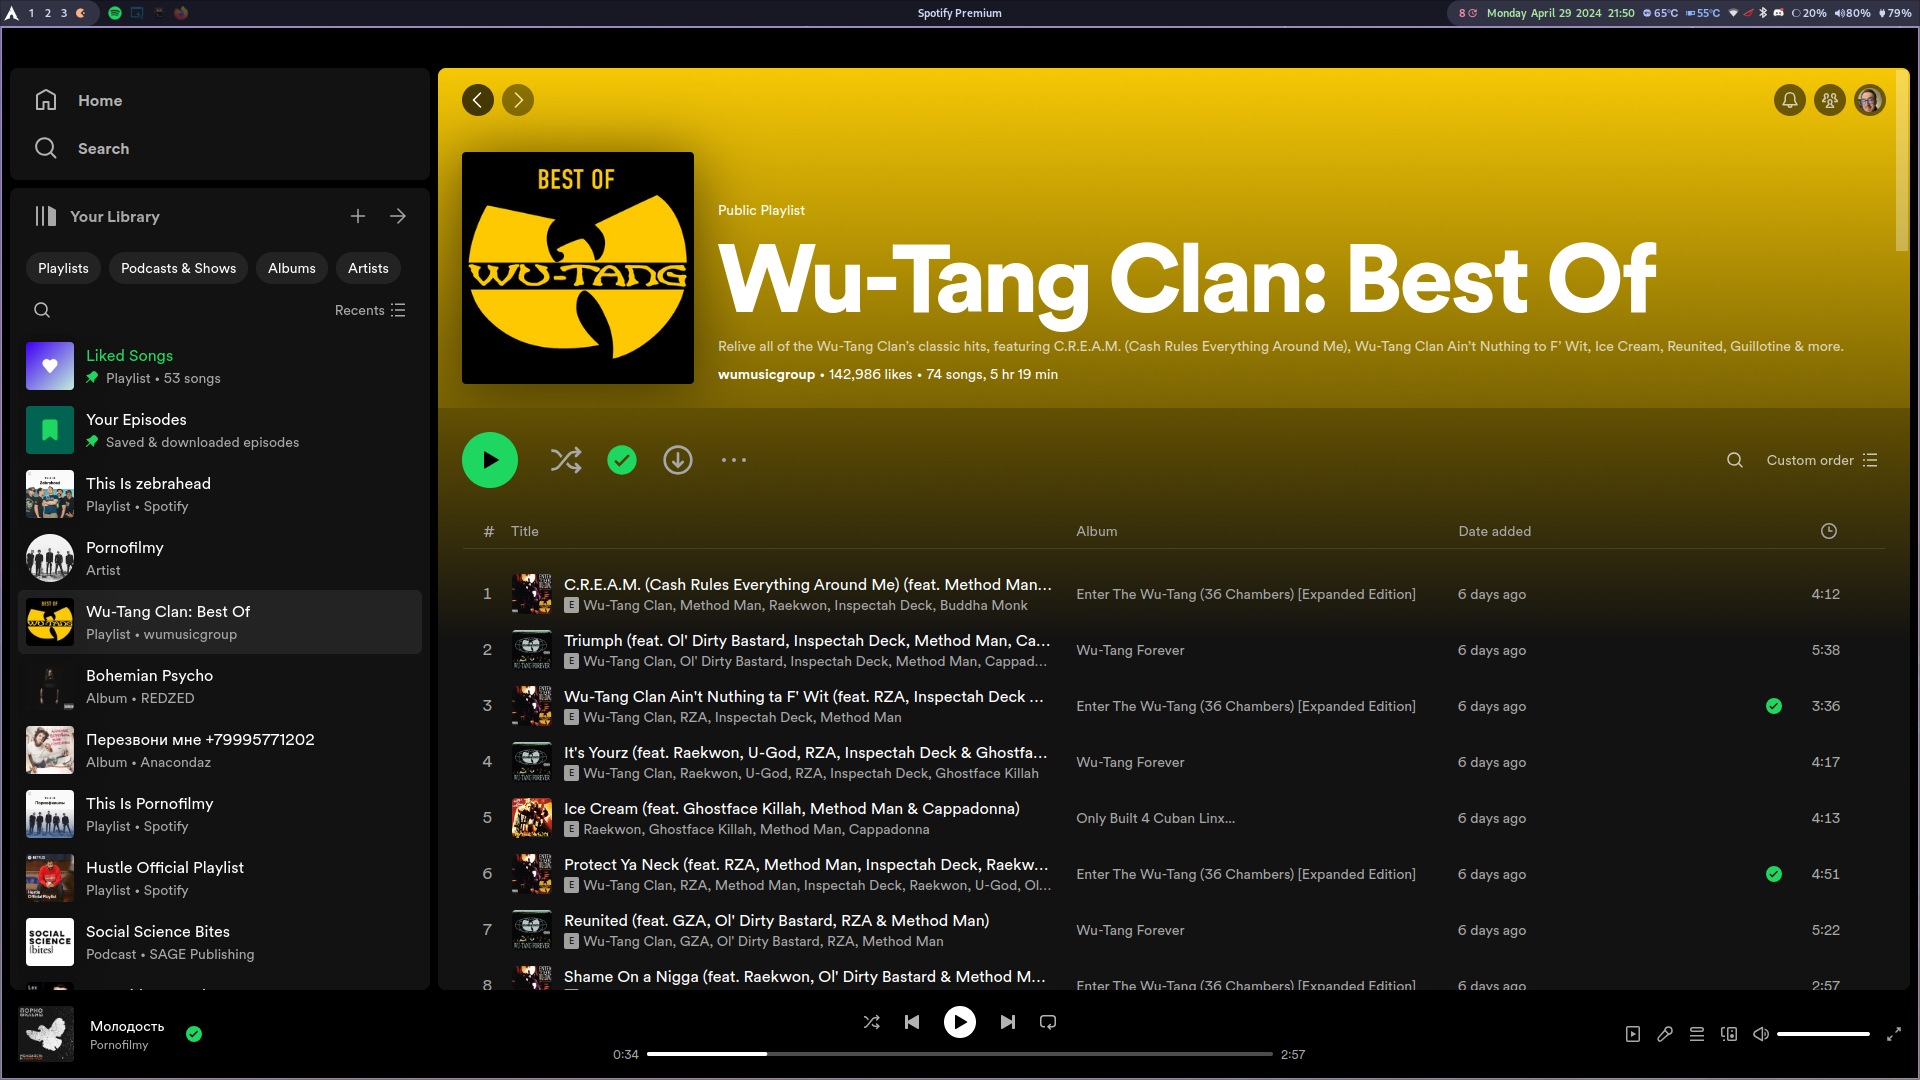 1 2 3
Spotify Premium
8 Monday April 29 2024 21:50 65°C 55°C 20% 80% 79%
Home
Search
Your Library
Playlists Podcasts & Shows Albums Artists
Recents
Liked Songs
Playlist • 53 songs
Your Episodes
Saved & downloaded episodes
This Is zebrahead
Playlist • Spotify
Pornofilmy
Artist
Wu-Tang Clan: Best Of
Playlist • wumusicgroup
Bohemian Psycho
Album • REDZED
Перезвони мне +79995771202
Album • Anacondaz
This Is Pornofilmy
Playlist • Spotify
Hustle Official Playlist
Playlist • Spotify
SOCIAL
SCIENCE
[bites]
Social Science Bites
Podcast • SAGE Publishing
BEST OF
WU-TANG
Public Playlist
Wu-Tang Clan: Best Of
Relive all of the Wu-Tang Clan's classic hits, featuring C.R.E.A.M. (Cash Rules Everything Around Me), Wu-Tang Clan Ain't Nuthing to F' Wit, Ice Cream, Reunited, Guillotine & more.
wumusicgroup • 142,986 likes • 74 songs, 5 hr 19 min
Custom order
# Title Album Date added
1 C.R.E.A.M. (Cash Rules Everything Around Me) (feat. Method Man... Enter The Wu-Tang (36 Chambers) [Expanded Edition] 6 days ago 4:12
E Wu-Tang Clan, Method Man, Raekwon, Inspectah Deck, Buddha Monk
2 Triumph (feat. Ol' Dirty Bastard, Inspectah Deck, Method Man, Ca... Wu-Tang Forever 6 days ago 5:38
E Wu-Tang Clan, Ol' Dirty Bastard, Inspectah Deck, Method Man, Cappad...
3 Wu-Tang Clan Ain't Nuthing ta F' Wit (feat. RZA, Inspectah Deck ... Enter The Wu-Tang (36 Chambers) [Expanded Edition] 6 days ago 3:36
E Wu-Tang Clan, RZA, Inspectah Deck, Method Man
4 It's Yourz (feat. Raekwon, U-God, RZA, Inspectah Deck & Ghostfa... Wu-Tang Forever 6 days ago 4:17
E Wu-Tang Clan, Raekwon, U-God, RZA, Inspectah Deck, Ghostface Killah
5 Ice Cream (feat. Ghostface Killah, Method Man & Cappadonna) Only Built 4 Cuban Linx... 6 days ago 4:13
E Raekwon, Ghostface Killah, Method Man, Cappadonna
6 Protect Ya Neck (feat. RZA, Method Man, Inspectah Deck, Raekw... Enter The Wu-Tang (36 Chambers) [Expanded Edition] 6 days ago 4:51
E Wu-Tang Clan, RZA, Method Man, Inspectah Deck, Raekwon, U-God, Ol...
7 Reunited (feat. GZA, Ol' Dirty Bastard, RZA & Method Man) Wu-Tang Forever 6 days ago 5:22
E Wu-Tang Clan, GZA, Ol' Dirty Bastard, RZA, Method Man
8 Shame On a Nigga (feat. Raekwon, Ol' Dirty Bastard & Method M... Enter The Wu-Tang (36 Chambers) [Expanded Edition] 6 days ago 2:57
Молодость
Pornofilmy
0:34 2:57